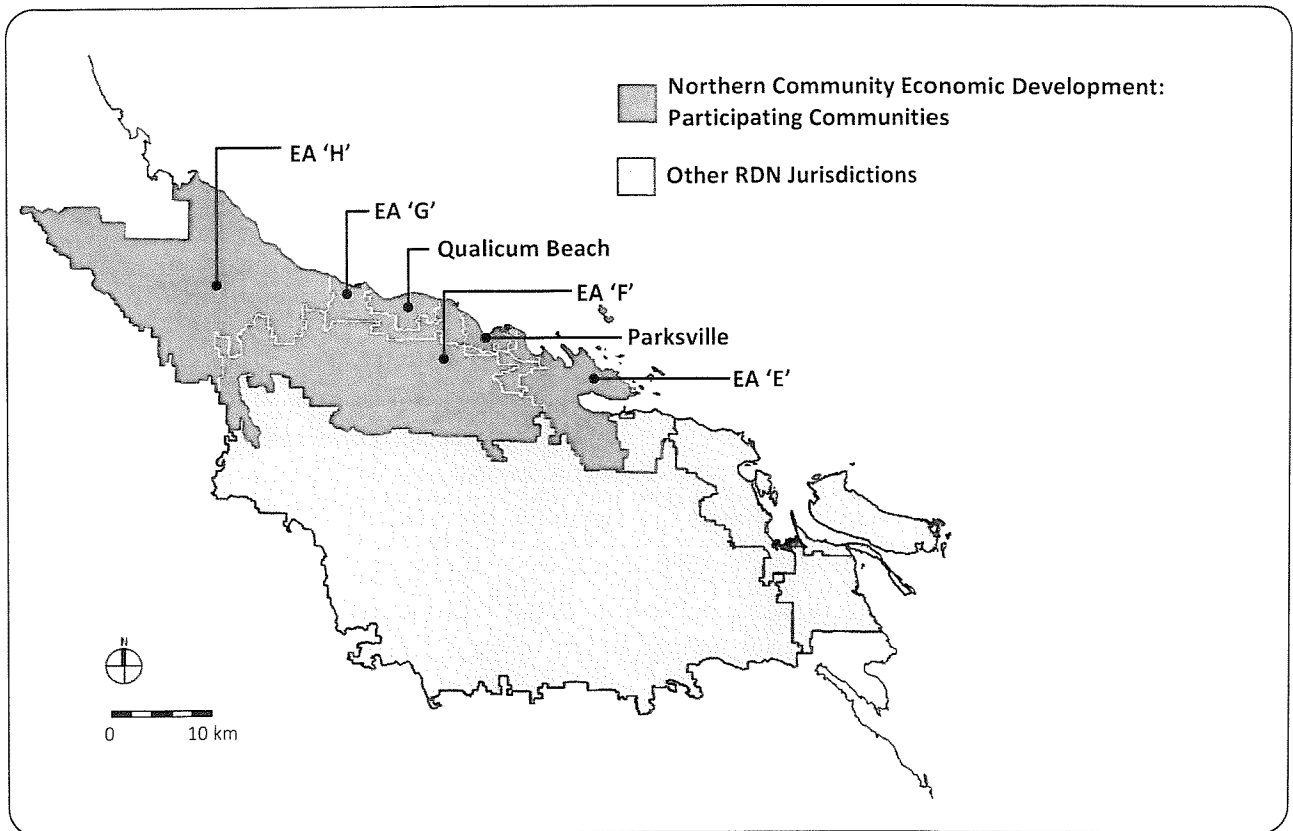 Northern Community Economic Development:
Participating Communities
Other RDN Jurisdictions
EA ‘H’
EA ‘G’
Qualicum Beach
EA ‘F’
Parksville
EA ‘E’
N
0 10 km